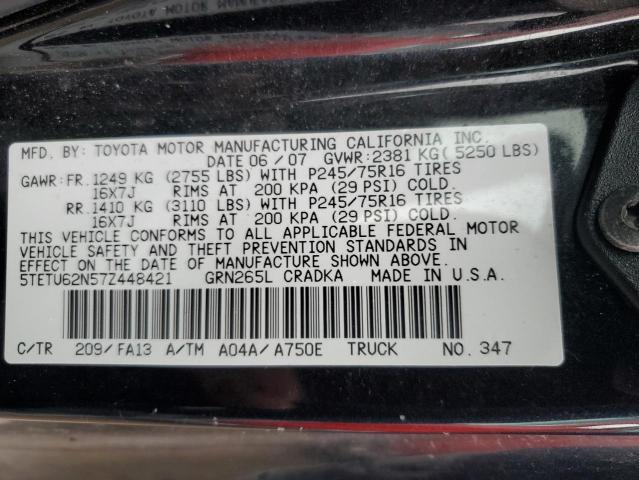 MFD. BY: TOYOTA MOTOR MANUFACTURING CALIFORNIA INC.
DATE 06/07 GVWR:2381 KG(5250 LBS)
GAWR:FR.1249 KG (2755 LBS) WITH P245/75R16 TIRES
16X7J RIMS AT 200 KPA (29 PSI) COLD.
RR.1410 KG (3110 LBS) WITH P245/75R16 TIRES
16X7J RIMS AT 200 KPA (29 PSI) COLD.
THIS VEHICLE CONFORMS TO ALL APPLICABLE FEDERAL MOTOR
VEHICLE SAFETY AND THEFT PREVENTION STANDARDS IN
EFFECT ON THE DATE OF MANUFACTURE SHOWN ABOVE.
5TETU62N57Z448421 GRN265L CRADKA MADE IN U.S.A.
C/TR 209/FA13 A/TM A04A/A750E TRUCK NO.347